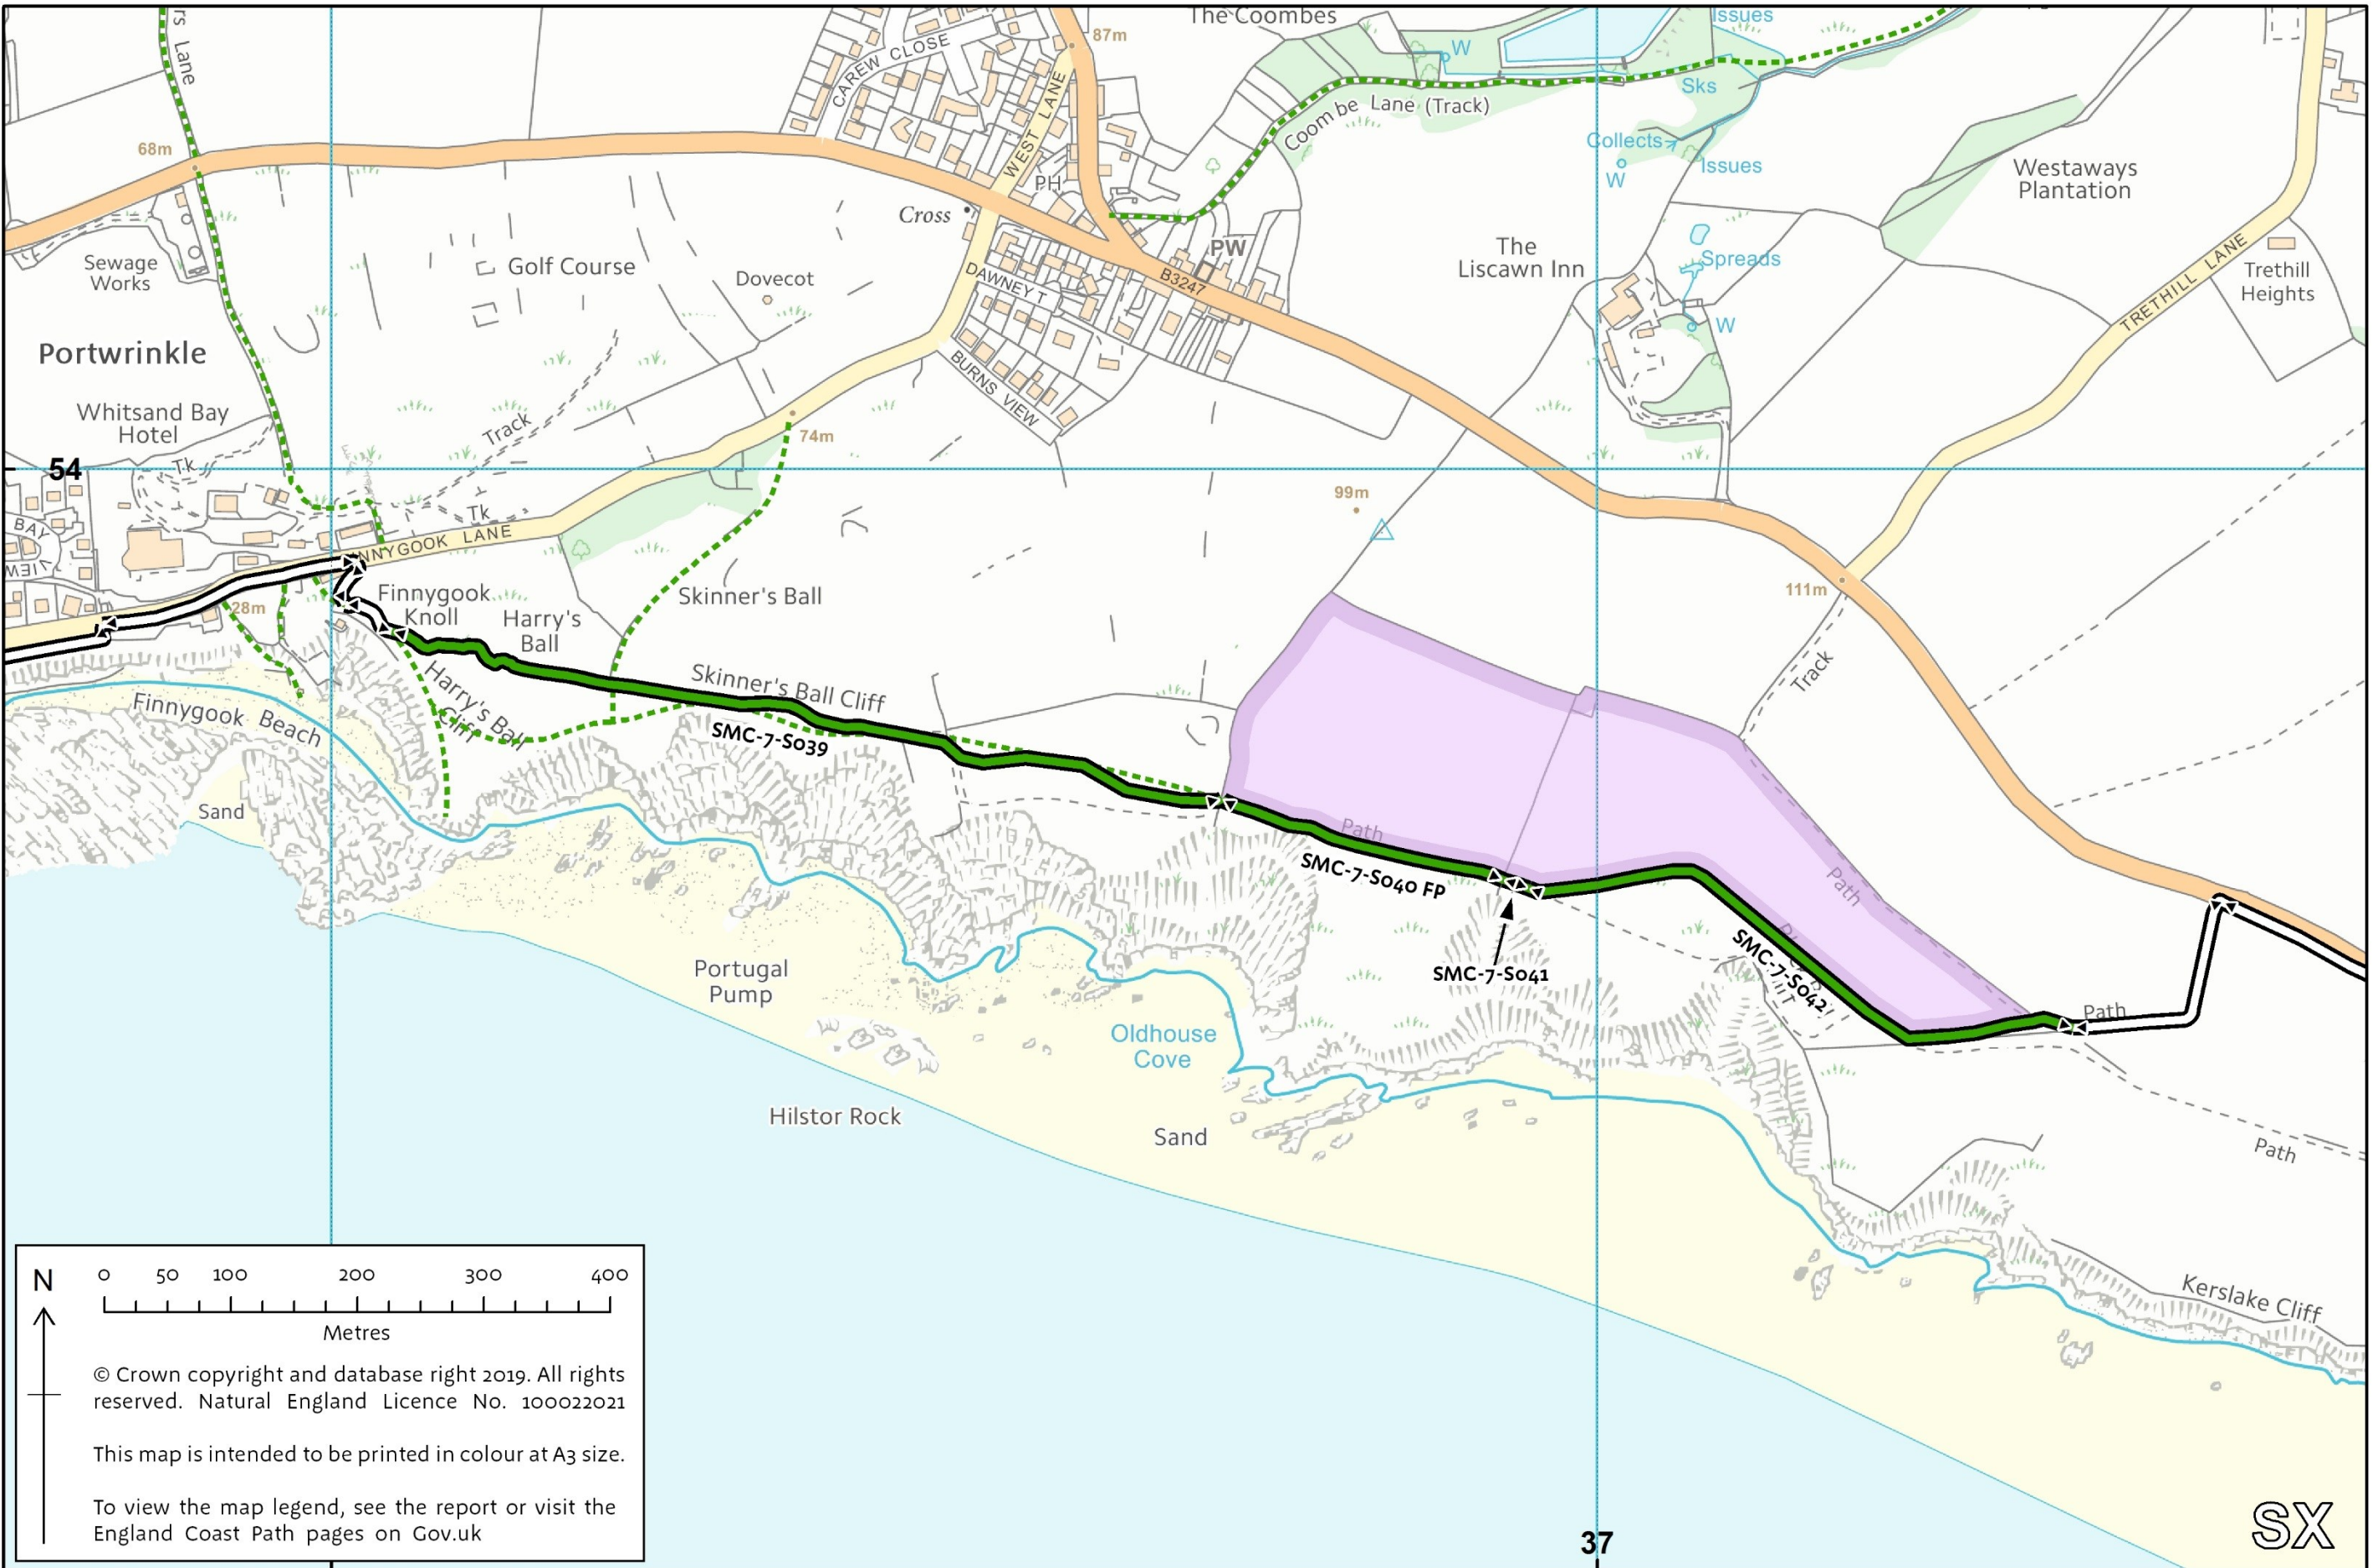 The Coombes
Issues
rs Lane
CAREW CLOSE
87m
W
WEST LANE
Sks
Coombe Lane (Track)
68m
Collects
W
Issues
Westaways
Plantation
PH
Cross
PW
The
Liscawn Inn
Spreads
W
TRETHILL LANE
Trethill
Heights
Sewage
Works
Golf Course
Dovecot
DAWNEY T
B3247
Portwrinkle
BURNS VIEW
Whitsand Bay
Hotel
Track
74m
54
Tk
Tk
99m
BAY
VIEW
NNYGOOK LANE
28m
Finnygook
Knoll
Harry's
Ball
Skinner's Ball
111m
Track
Skinner's Ball Cliff
Harry's Ball
Cliff
Finnygook Beach
SMC-7-S039
Sand
Path
SMC-7-S040 FP
Path
SMC-7-S041
SMC-7-S042
Path
Portugal
Pump
Oldhouse
Cove
Hilstor Rock
Sand
Path
Kerslake Cliff
N
0 50 100 200 300 400
Metres
© Crown copyright and database right 2019. All rights
reserved. Natural England Licence No. 100022021
This map is intended to be printed in colour at A3 size.
To view the map legend, see the report or visit the
England Coast Path pages on Gov.uk
37
SX